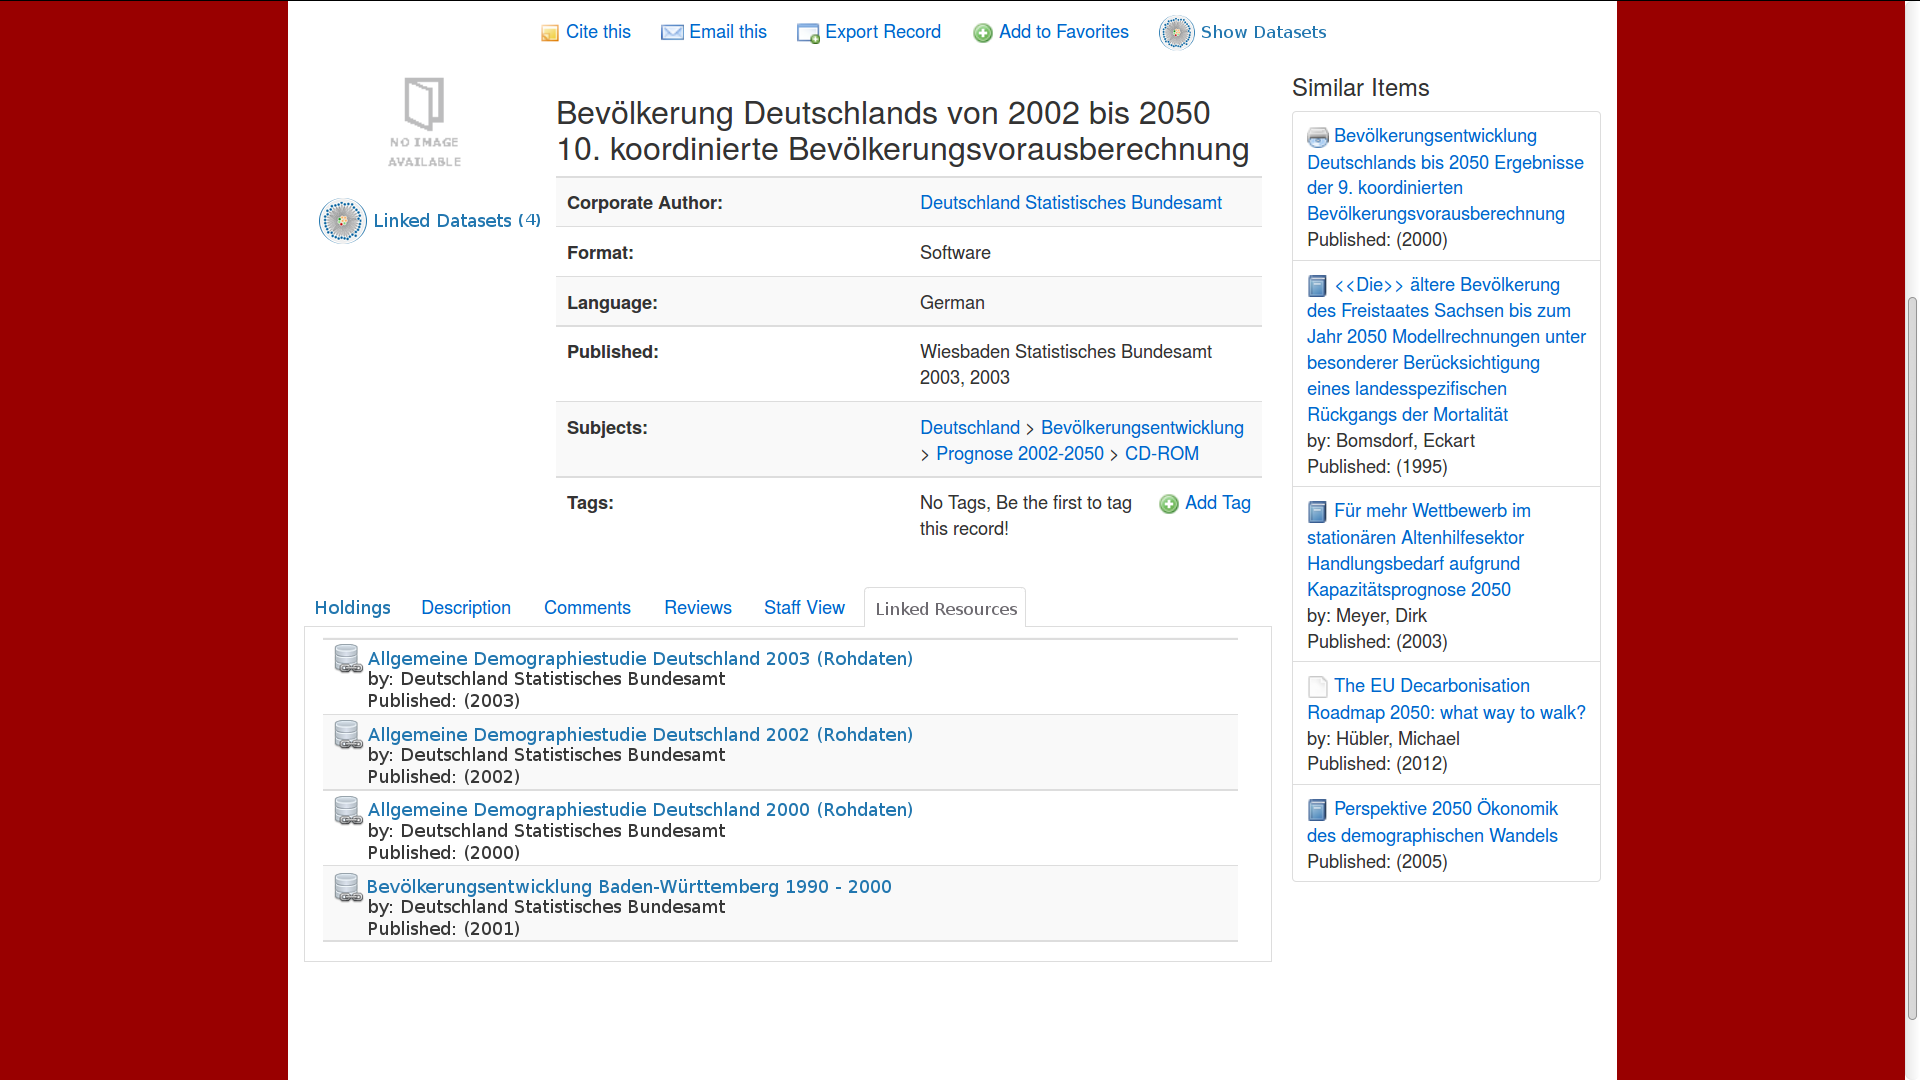 Cite this
Email this
Export Record
Add to Favorites
Show Datasets
NO IMAGE
AVAILABLE
Linked Datasets (4)
Bevölkerung Deutschlands von 2002 bis 2050
10. koordinierte Bevölkerungsvorausberechnung
Corporate Author: Deutschland Statistisches Bundesamt
Format: Software
Language: German
Published: Wiesbaden Statistisches Bundesamt
2003, 2003
Subjects: Deutschland > Bevölkerungsentwicklung
> Prognose 2002-2050 > CD-ROM
Tags: No Tags, Be the first to tag
this record!
Add Tag
Holdings
Description
Comments
Reviews
Staff View
Linked Resources
Allgemeine Demographiestudie Deutschland 2003 (Rohdaten)
by: Deutschland Statistisches Bundesamt
Published: (2003)
Allgemeine Demographiestudie Deutschland 2002 (Rohdaten)
by: Deutschland Statistisches Bundesamt
Published: (2002)
Allgemeine Demographiestudie Deutschland 2000 (Rohdaten)
by: Deutschland Statistisches Bundesamt
Published: (2000)
Bevölkerungsentwicklung Baden-Württemberg 1990 - 2000
by: Deutschland Statistisches Bundesamt
Published: (2001)
Similar Items
Bevölkerungsentwicklung
Deutschlands bis 2050 Ergebnisse
der 9. koordinierten
Bevölkerungsvorausberechnung
Published: (2000)
<<Die>> ältere Bevölkerung
des Freistaates Sachsen bis zum
Jahr 2050 Modellrechnungen unter
besonderer Berücksichtigung
eines landesspezifischen
Rückgangs der Mortalität
by: Bomsdorf, Eckart
Published: (1995)
Für mehr Wettbewerb im
stationären Altenhilfesektor
Handlungsbedarf aufgrund
Kapazitätsprognose 2050
by: Meyer, Dirk
Published: (2003)
The EU Decarbonisation
Roadmap 2050: what way to walk?
by: Hübler, Michael
Published: (2012)
Perspektive 2050 Ökonomik
des demographischen Wandels
Published: (2005)